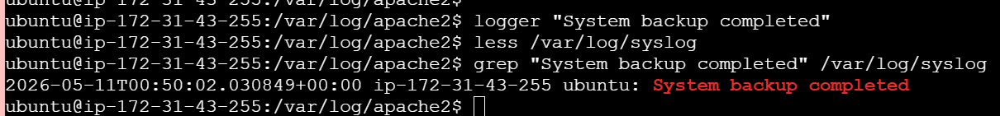 ubuntu@ip-172-31-43-255:/var/log/apache2$
ubuntu@ip-172-31-43-255:/var/log/apache2$ logger "System backup completed"
ubuntu@ip-172-31-43-255:/var/log/apache2$ less /var/log/syslog
ubuntu@ip-172-31-43-255:/var/log/apache2$ grep "System backup completed" /var/log/syslog
2026-05-11T00:50:02.030849+00:00 ip-172-31-43-255 ubuntu: System backup completed
ubuntu@ip-172-31-43-255:/var/log/apache2$